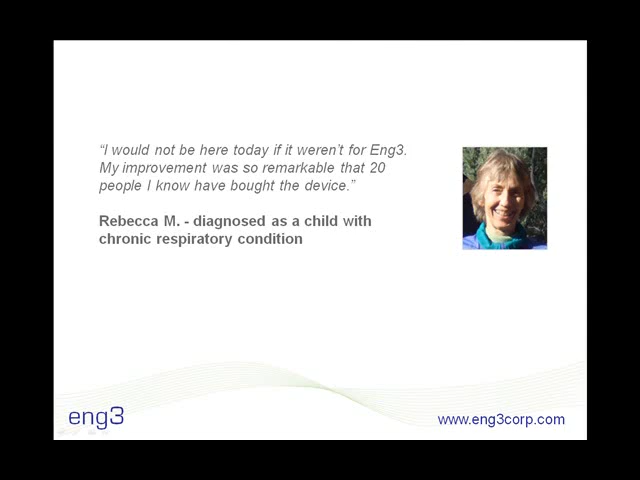 “I would not be here today if it weren’t for Eng3.
My improvement was so remarkable that 20
people I know have bought the device.”
Rebecca M. - diagnosed as a child with
chronic respiratory condition
eng3
www.eng3corp.com